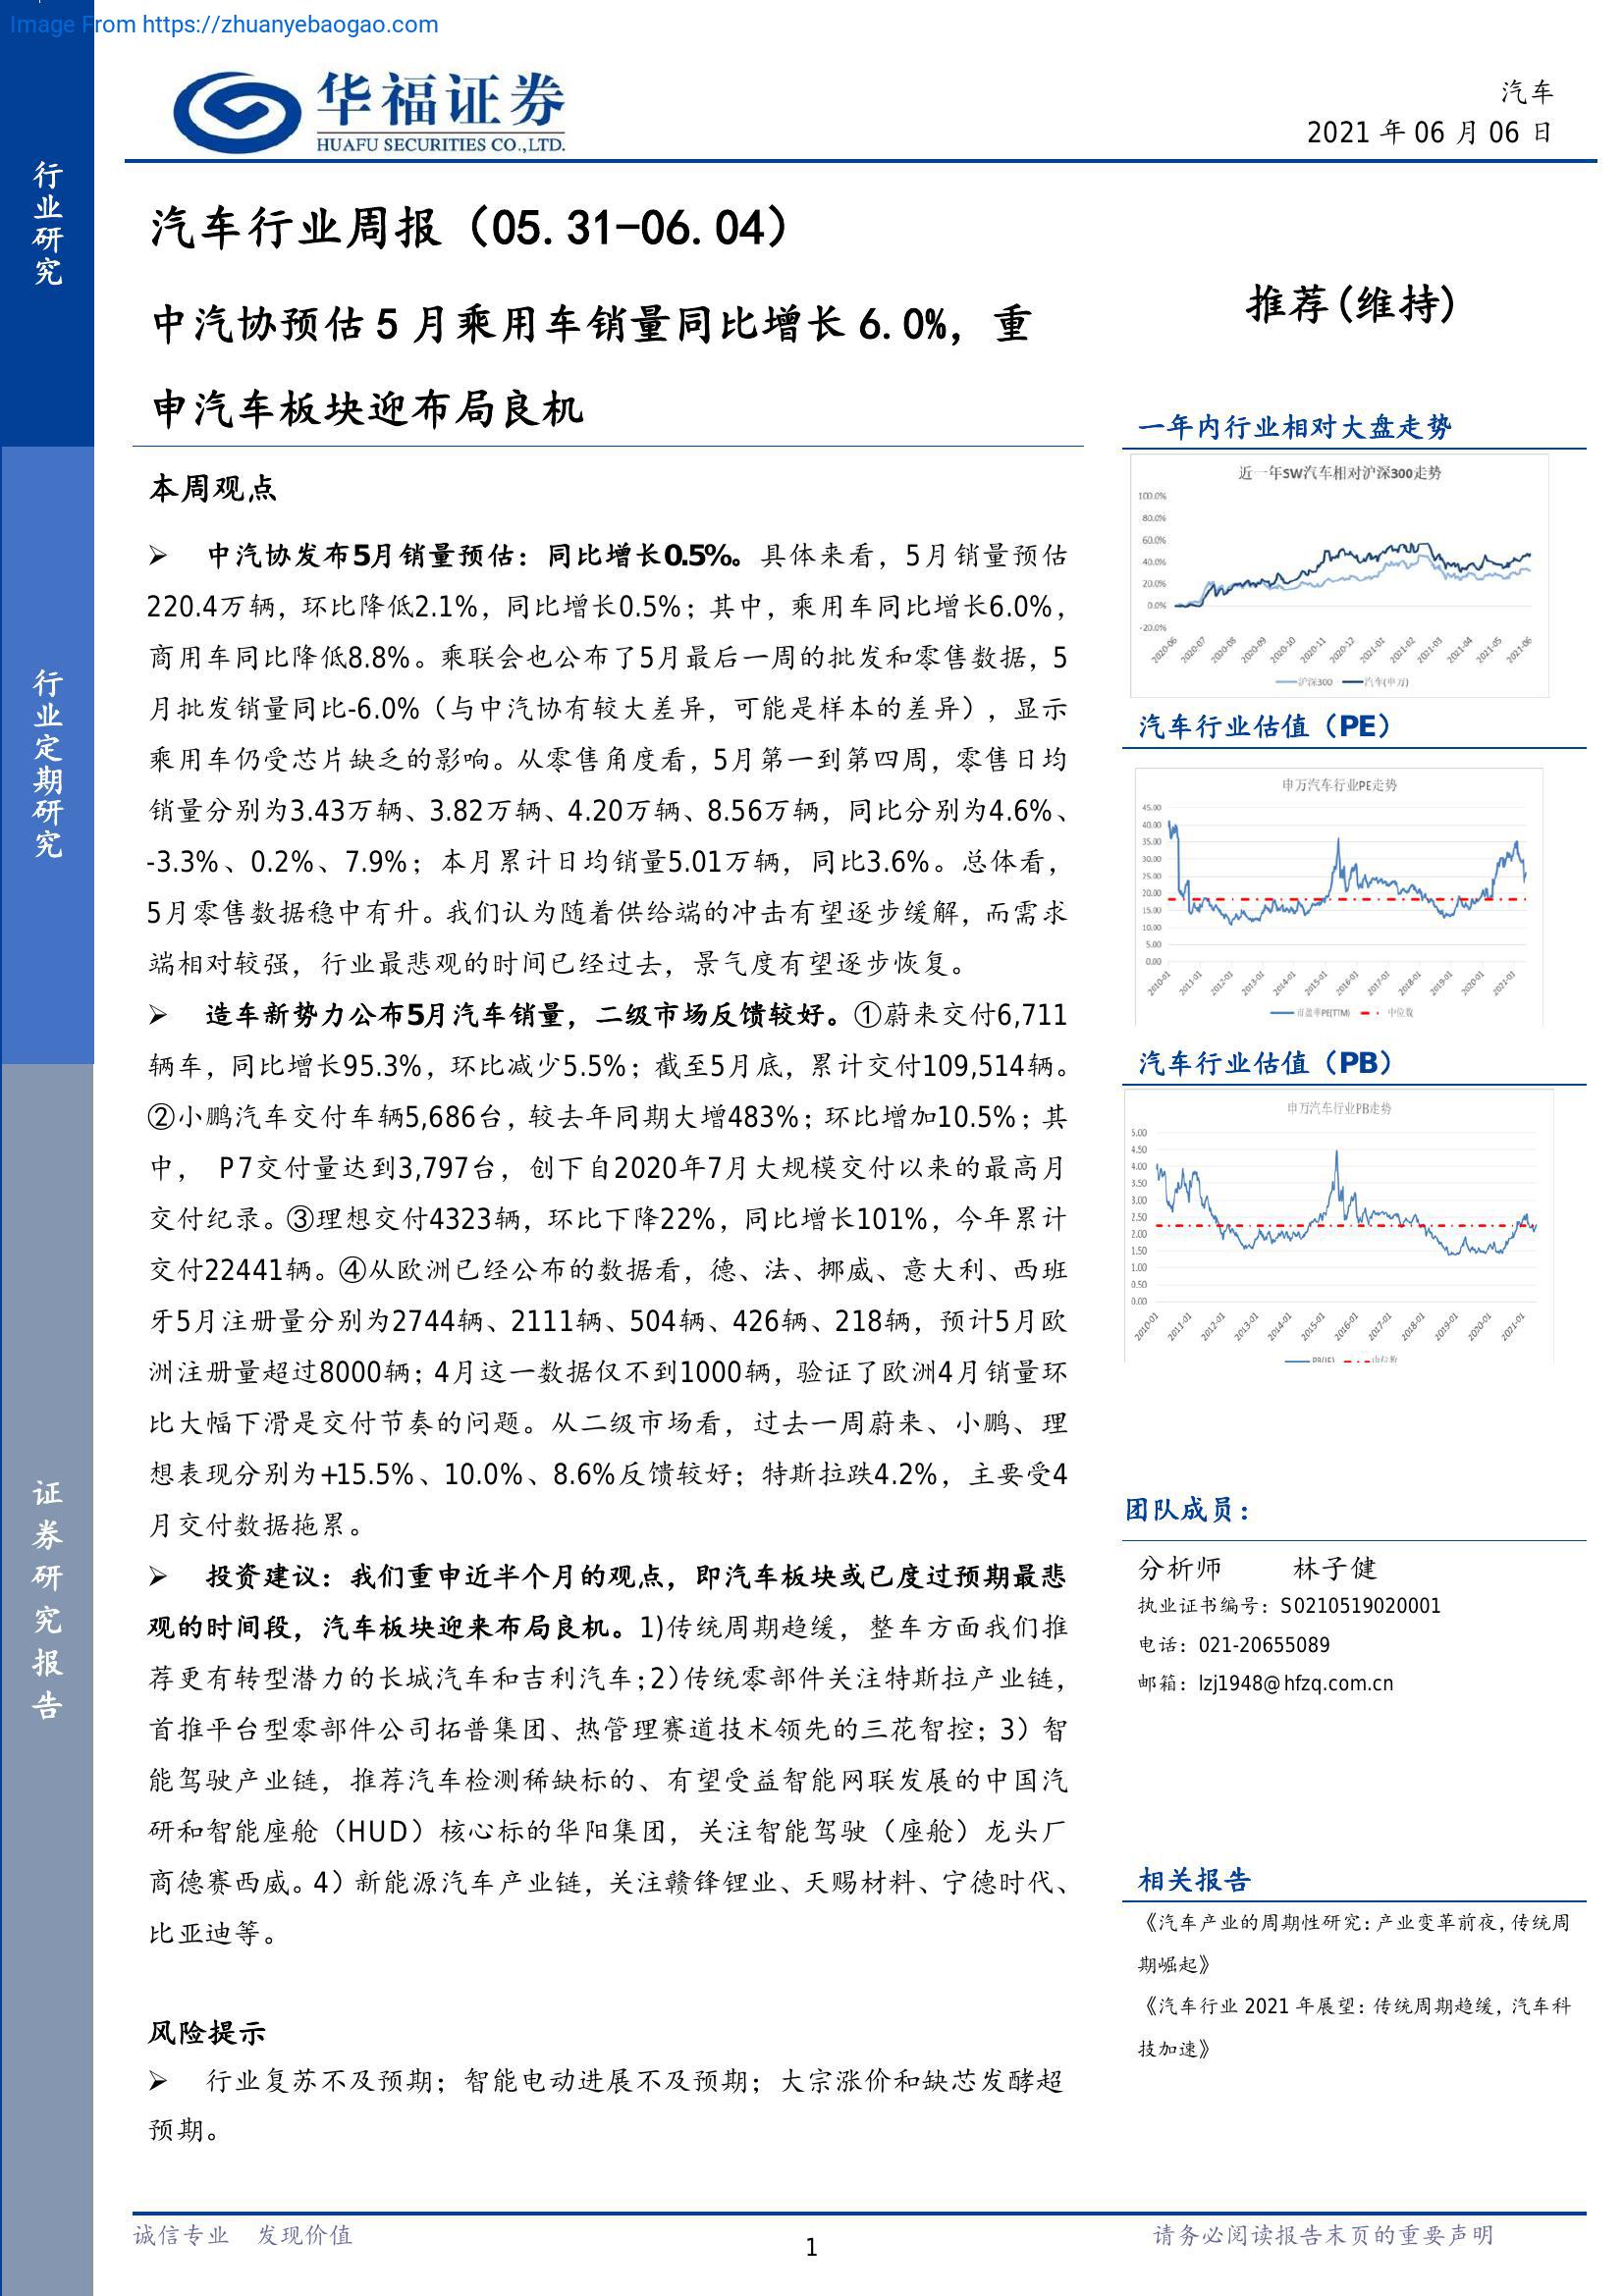 Image From https://zhuanyebaogao.com
华福证券
HUAFU SECURITIES CO.,LTD.
汽车
2021 年 06 月 06 日
行业研究
行业定期研究
证券研究报告
汽车行业周报（05.31-06.04）
中汽协预估 5 月乘用车销量同比增长 6.0%，重
申汽车板块迎布局良机
推荐(维持)
本周观点
➢ 中汽协发布5月销量预估：同比增长0.5%。具体来看，5月销量预估
220.4万辆，环比降低2.1%，同比增长0.5%；其中，乘用车同比增长6.0%，
商用车同比降低8.8%。乘联会也公布了5月最后一周的批发和零售数据，5
月批发销量同比-6.0%（与中汽协有较大差异，可能是样本的差异），显示
乘用车仍受芯片缺乏的影响。从零售角度看，5月第一到第四周，零售日均
销量分别为3.43万辆、3.82万辆、4.20万辆、8.56万辆，同比分别为4.6%、
-3.3%、0.2%、7.9%；本月累计日均销量5.01万辆，同比3.6%。总体看，
5月零售数据稳中有升。我们认为随着供给端的冲击有望逐步缓解，而需求
端相对较强，行业最悲观的时间已经过去，景气度有望逐步恢复。
➢ 造车新势力公布5月汽车销量，二级市场反馈较好。①蔚来交付6,711
辆车，同比增长95.3%，环比减少5.5%；截至5月底，累计交付109,514辆。
②小鹏汽车交付车辆5,686台，较去年同期大增483%；环比增加10.5%；其
中， P7交付量达到3,797台，创下自2020年7月大规模交付以来的最高月
交付纪录。③理想交付4323辆，环比下降22%，同比增长101%，今年累计
交付22441辆。④从欧洲已经公布的数据看，德、法、挪威、意大利、西班
牙5月注册量分别为2744辆、2111辆、504辆、426辆、218辆，预计5月欧
洲注册量超过8000辆；4月这一数据仅不到1000辆，验证了欧洲4月销量环
比大幅下滑是交付节奏的问题。从二级市场看，过去一周蔚来、小鹏、理
想表现分别为+15.5%、10.0%、8.6%反馈较好；特斯拉跌4.2%，主要受4
月交付数据拖累。
➢ 投资建议：我们重申近半个月的观点，即汽车板块或已度过预期最悲
观的时间段，汽车板块迎来布局良机。1)传统周期趋缓，整车方面我们推
荐更有转型潜力的长城汽车和吉利汽车；2）传统零部件关注特斯拉产业链，
首推平台型零部件公司拓普集团、热管理赛道技术领先的三花智控；3）智
能驾驶产业链，推荐汽车检测稀缺标的、有望受益智能网联发展的中国汽
研和智能座舱（HUD）核心标的华阳集团，关注智能驾驶（座舱）龙头厂
商德赛西威。4）新能源汽车产业链，关注赣锋锂业、天赐材料、宁德时代、
比亚迪等。
风险提示
➢ 行业复苏不及预期；智能电动进展不及预期；大宗涨价和缺芯发酵超
预期。
一年内行业相对大盘走势
近一年SW汽车相对沪深300走势
100.0%
80.0%
60.0%
40.0%
20.0%
0.0%
-20.0%
2020-06 2020-07 2020-08 2020-09 2020-10 2020-11 2020-12 2021-01 2021-02 2021-03 2021-04 2021-05 2021-06
沪深300 汽车(申万)
汽车行业估值（PE）
申万汽车行业PE走势
45.00
40.00
35.00
30.00
25.00
20.00
15.00
10.00
5.00
0.00
2010-01 2011-01 2012-01 2013-01 2014-01 2015-01 2016-01 2017-01 2018-01 2019-01 2020-01 2021-01
市盈率PE(TTM) 中位数
汽车行业估值（PB）
申万汽车行业PB走势
5.00
4.50
4.00
3.50
3.00
2.50
2.00
1.50
1.00
0.50
0.00
2010-01 2011-01 2012-01 2013-01 2014-01 2015-01 2016-01 2017-01 2018-01 2019-01 2020-01 2021-01
团队成员：
分析师 林子健
执业证书编号：S0210519020001
电话：021-20655089
邮箱：lzj1948@hfzq.com.cn
相关报告
《汽车产业的周期性研究：产业变革前夜，传统周
期崛起》
《汽车行业 2021 年展望：传统周期趋缓，汽车科
技加速》
诚信专业 发现价值
1
请务必阅读报告末页的重要声明